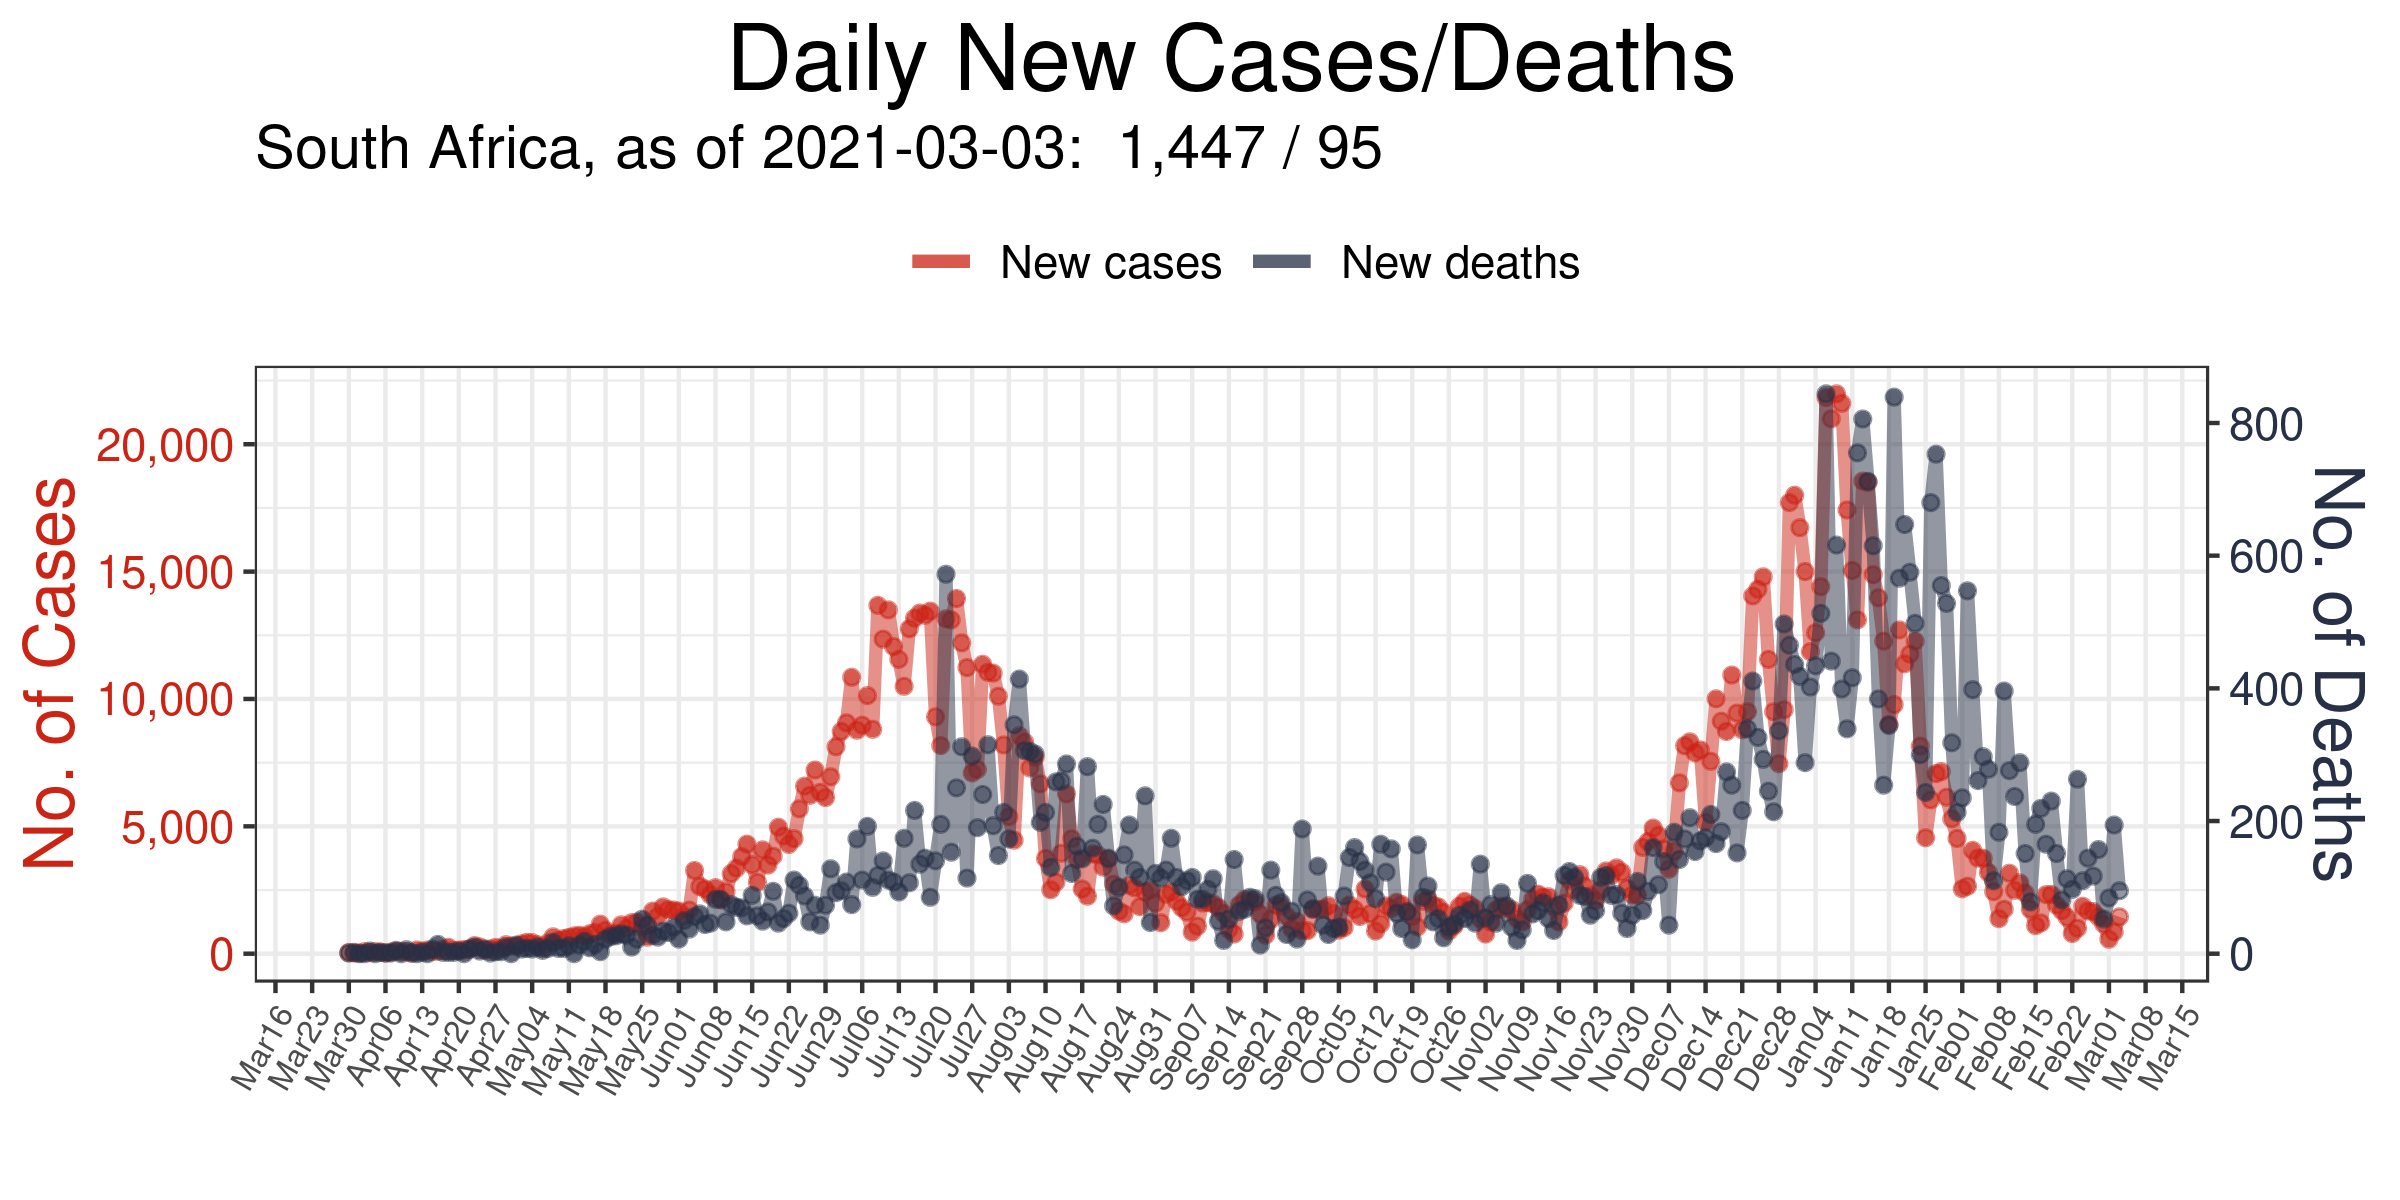 Daily New Cases/Deaths
South Africa, as of 2021-03-03:  1,447 / 95
New cases
New deaths
No. of Cases
20,000
15,000
10,000
5,000
0
800
600
400
200
0
No. of Deaths
Mar16
Mar23
Mar30
Apr06
Apr13
Apr20
Apr27
May04
May11
May18
May25
Jun01
Jun08
Jun15
Jun22
Jun29
Jul06
Jul13
Jul20
Jul27
Aug03
Aug10
Aug17
Aug24
Aug31
Sep07
Sep14
Sep21
Sep28
Oct05
Oct12
Oct19
Oct26
Nov02
Nov09
Nov16
Nov23
Nov30
Dec07
Dec14
Dec21
Dec28
Jan04
Jan11
Jan18
Jan25
Feb01
Feb08
Feb15
Feb22
Mar01
Mar08
Mar15